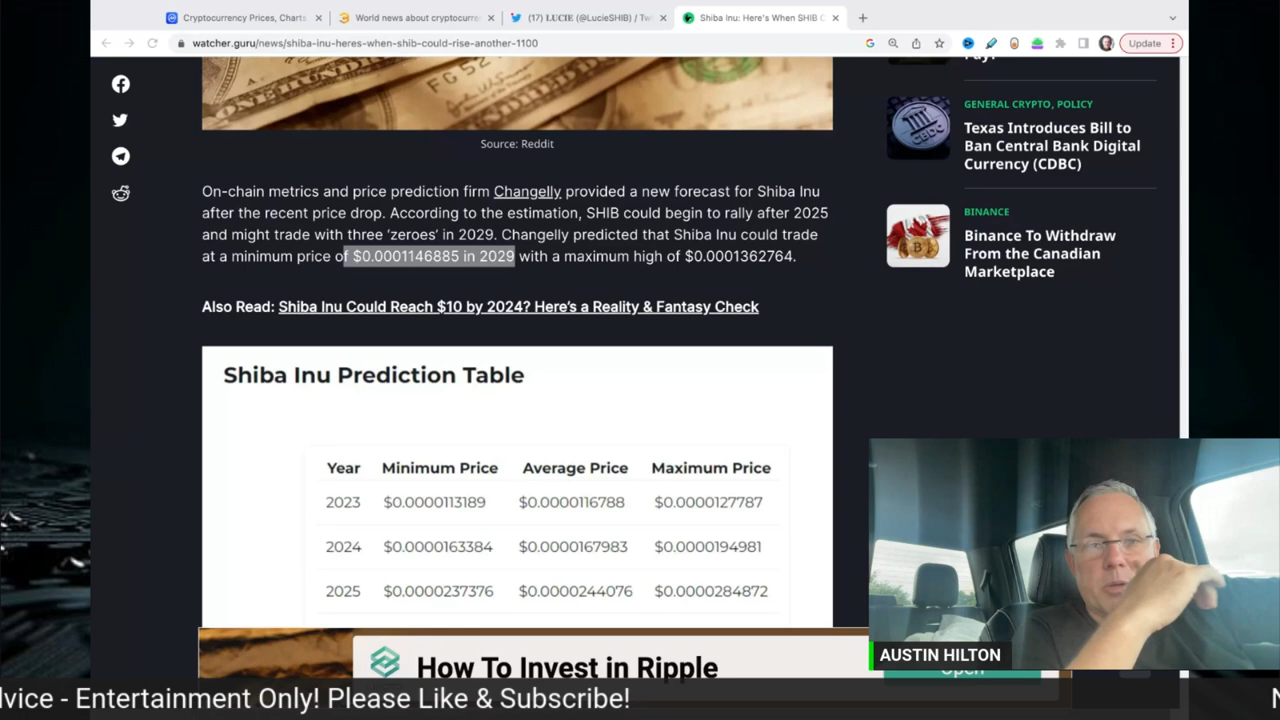 Cryptocurrency Prices, Charts
World news about cryptocurre
(17) LUCIE (@LucieSHIB) / Tw
Shiba Inu: Here's When SHIB C
watcher.guru/news/shiba-inu-heres-when-shib-could-rise-another-1100
Update
Pay?
Source: Reddit
GENERAL CRYPTO, POLICY
Texas Introduces Bill to
Ban Central Bank Digital
Currency (CDBC)
CBDC
BINANCE
Binance To Withdraw
From the Canadian
Marketplace
On-chain metrics and price prediction firm Changelly provided a new forecast for Shiba Inu
after the recent price drop. According to the estimation, SHIB could begin to rally after 2025
and might trade with three ‘zeroes’ in 2029. Changelly predicted that Shiba Inu could trade
at a minimum price of $0.0001146885 in 2029 with a maximum high of $0.0001362764.
Also Read: Shiba Inu Could Reach $10 by 2024? Here’s a Reality & Fantasy Check
Shiba Inu Prediction Table
Year Minimum Price Average Price Maximum Price
2023 $0.0000113189 $0.0000116788 $0.0000127787
2024 $0.0000163384 $0.0000167983 $0.0000194981
2025 $0.0000237376 $0.0000244076 $0.0000284872
How To Invest in Ripple
Open
AUSTIN HILTON
dvice - Entertainment Only! Please Like & Subscribe!
N